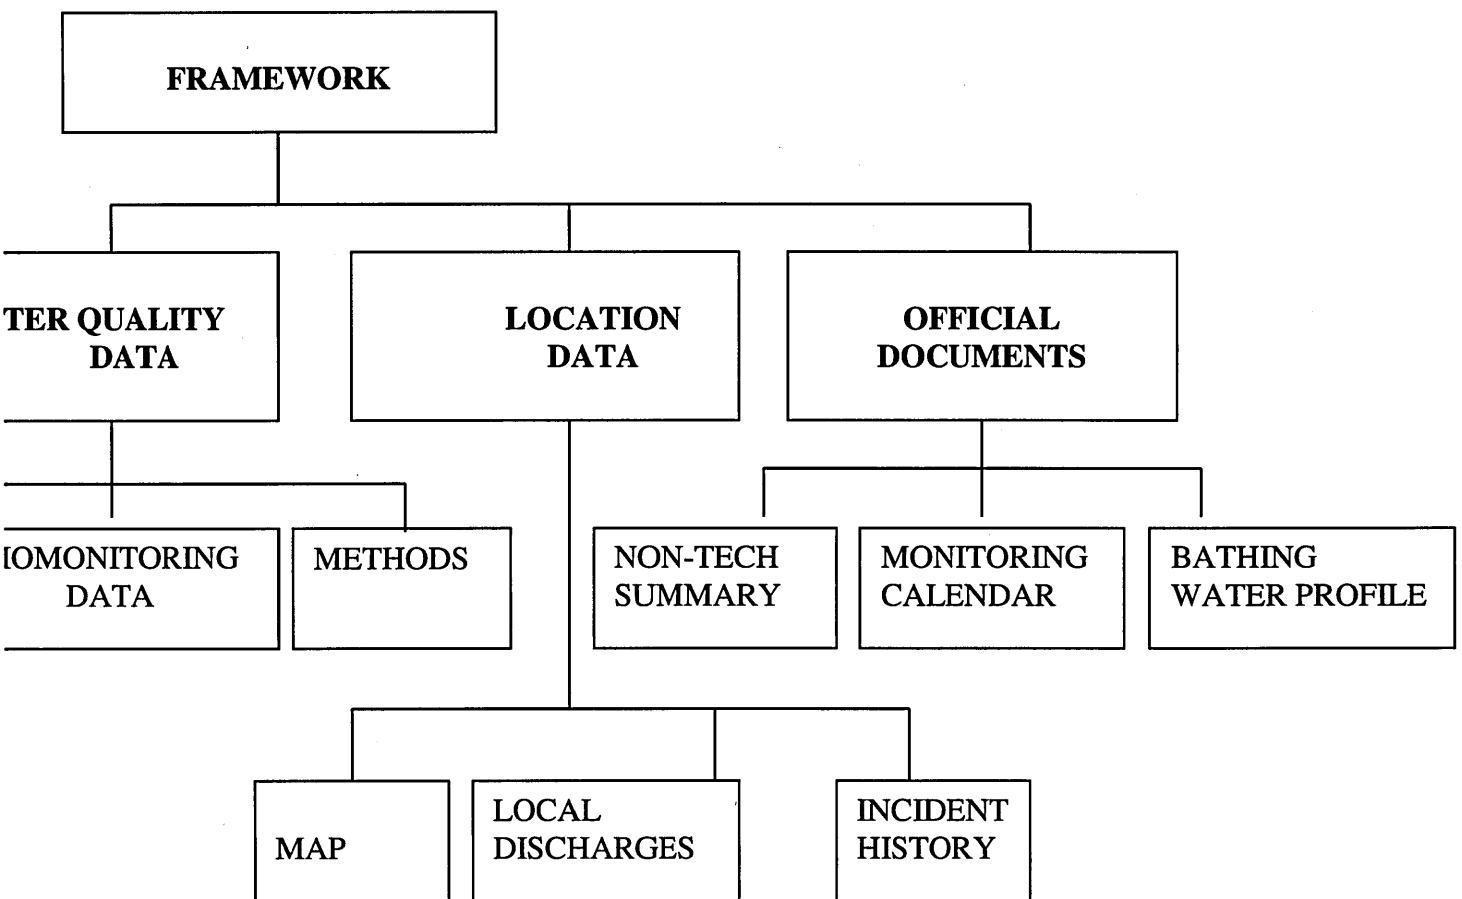 FRAMEWORK
TER QUALITY
DATA
LOCATION
DATA
OFFICIAL
DOCUMENTS
IOMONITORING
DATA
METHODS
NON-TECH
SUMMARY
MONITORING
CALENDAR
BATHING
WATER PROFILE
MAP
LOCAL
DISCHARGES
INCIDENT
HISTORY